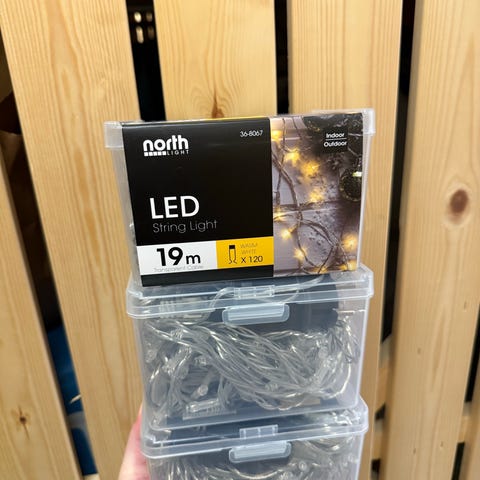 north
LIGHT
36-8067
Indoor
Outdoor
LED
String Light
19m
Transparent Cable
WARM
WHITE
X 120